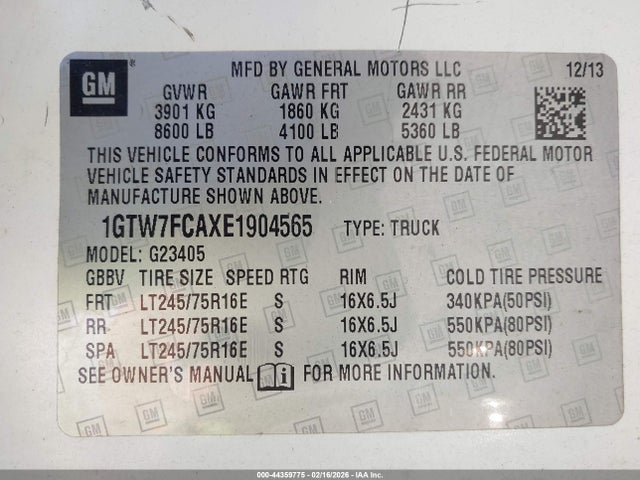 GM
MFD BY GENERAL MOTORS LLC 12/13
GVWR GAWR FRT GAWR RR
3901 KG 1860 KG 2431 KG
8600 LB 4100 LB 5360 LB
THIS VEHICLE CONFORMS TO ALL APPLICABLE U.S. FEDERAL MOTOR
VEHICLE SAFETY STANDARDS IN EFFECT ON THE DATE OF
MANUFACTURE SHOWN ABOVE.
1GTW7FCAXE1904565 TYPE: TRUCK
MODEL: G23405
GBBV TIRE SIZE SPEED RTG RIM COLD TIRE PRESSURE
FRT LT245/75R16E S 16X6.5J 340KPA(50PSI)
RR LT245/75R16E S 16X6.5J 550KPA(80PSI)
SPA LT245/75R16E S 16X6.5J 550KPA(80PSI)
SEE OWNER'S MANUAL FOR MORE INFORMATION.
000-44359775 - 02/16/2026 - IAA Inc.